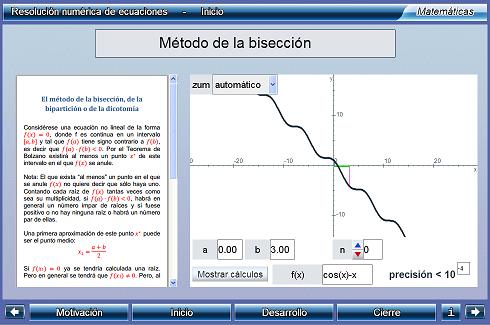 Resolución numérica de ecuaciones - Inicio
Matemáticas
Método de la bisección
El método de la bisección, de la
bipartición o de la dicotomía
Considérese una ecuación no lineal de la forma
f(x) = 0, donde f es continua en un intervalo
[a, b] y tal que f(a) tiene signo contrario a f(b),
es decir que f(a) · f(b) < 0. Por el Teorema de
Bolzano existirá al menos un punto x* de este
intervalo en el que f(x) se anule.
Nota: El que exista "al menos" un punto en el que
se anule f(x) no quiere decir que sólo haya uno.
Contando cada raíz de f(x) tantas veces como
sea su multiplicidad, si f(a) · f(b) < 0, habrá en
general un número impar de raíces y si fuese
positivo o no hay ninguna raíz o habrá un número
par de ellas.
Una primera aproximación de este punto x* puede
ser el punto medio:
x₁ = (a + b)/2
Si f(x₁) = 0 ya se tendría calculada una raíz.
Pero en general se tendrá que f(x₁) ≠ 0. Pero, al
zum automático
y
10
-20 -10 0 10 20
x
-10
a 0.00 b 3.00 n 0
Mostrar cálculos f(x) cos(x)-x precisión < 10 -4
Motivación Inicio Desarrollo Cierre i